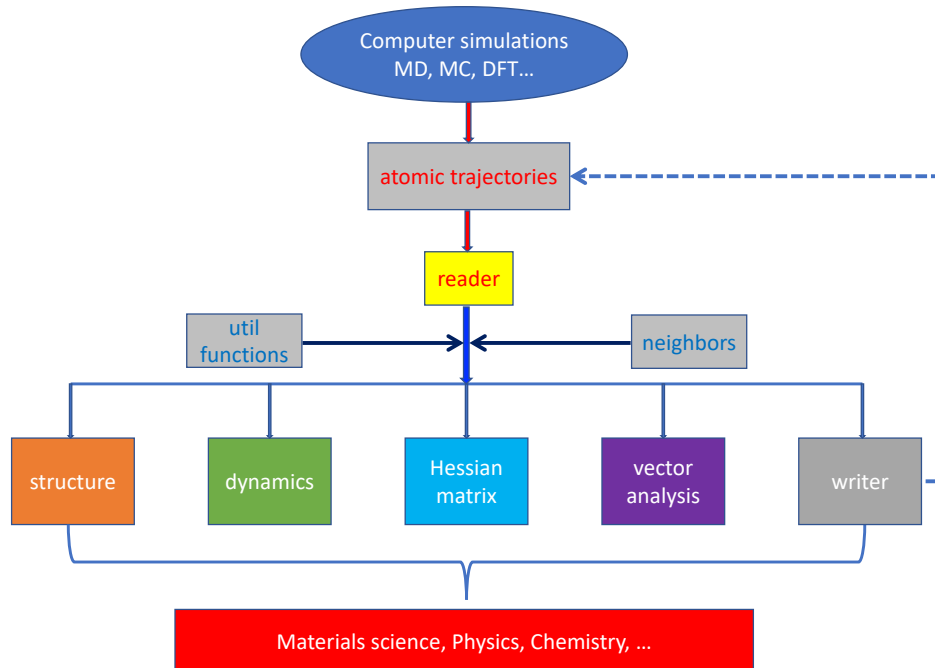 Computer simulations
MD, MC, DFT…
atomic trajectories
reader
util
functions
neighbors
structure
dynamics
Hessian
matrix
vector
analysis
writer
Materials science, Physics, Chemistry, …